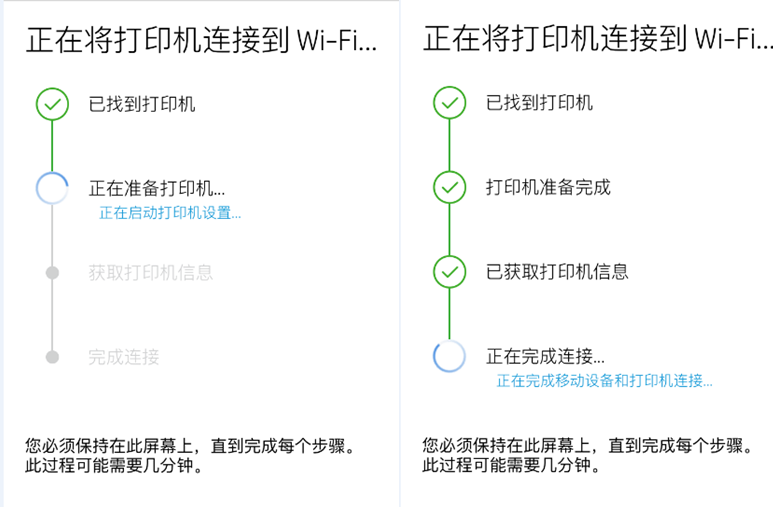 正在将打印机连接到 Wi-Fi...
已找到打印机
正在准备打印机...
正在启动打印机设置...
获取打印机信息
完成连接
您必须保持在此屏幕上，直到完成每个步骤。
此过程可能需要几分钟。
正在将打印机连接到 Wi-Fi...
已找到打印机
打印机准备完成
已获取打印机信息
正在完成连接...
正在完成移动设备和打印机连接...
您必须保持在此屏幕上，直到完成每个步骤。
此过程可能需要几分钟。